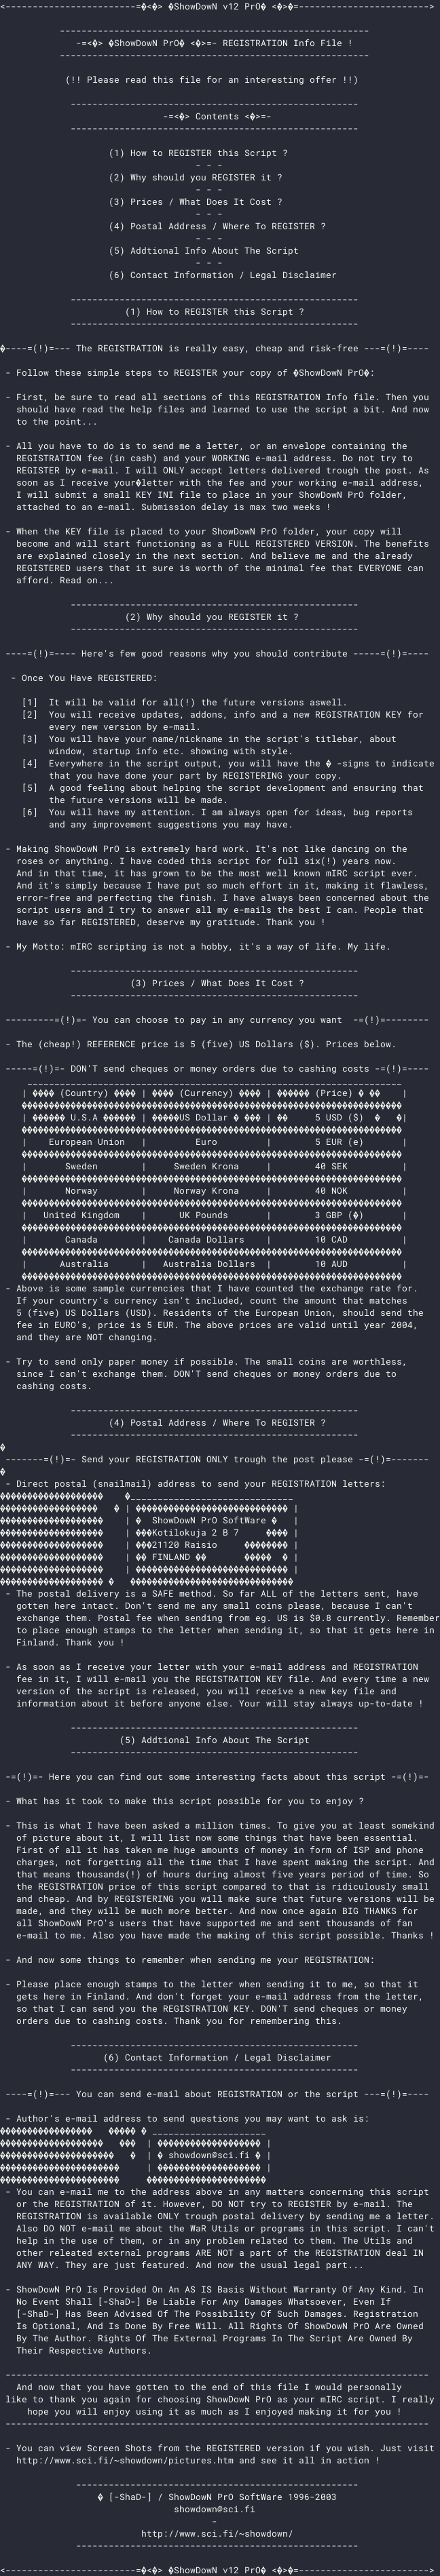 <-------------------------=�<�> �ShowDowN v12 PrO� <�>�=------------------------>
---------------------------------------------------------
-=<�> �ShowDowN PrO� <�>=- REGISTRATION Info File !
---------------------------------------------------------
(!! Please read this file for an interesting offer !!)
-----------------------------------------------------
-=<�> Contents <�>=-
-----------------------------------------------------
(1) How to REGISTER this Script ?
- - -
(2) Why should you REGISTER it ?
- - -
(3) Prices / What Does It Cost ?
- - -
(4) Postal Address / Where To REGISTER ?
- - -
(5) Addtional Info About The Script
- - -
(6) Contact Information / Legal Disclaimer
-----------------------------------------------------
(1) How to REGISTER this Script ?
-----------------------------------------------------
�----=(!)=--- The REGISTRATION is really easy, cheap and risk-free ---=(!)=----
- Follow these simple steps to REGISTER your copy of �ShowDowN PrO�:
- First, be sure to read all sections of this REGISTRATION Info file. Then you
should have read the help files and learned to use the script a bit. And now
to the point...
- All you have to do is to send me a letter, or an envelope containing the
REGISTRATION fee (in cash) and your WORKING e-mail address. Do not try to
REGISTER by e-mail. I will ONLY accept letters delivered trough the post. As
soon as I receive your�letter with the fee and your working e-mail address,
I will submit a small KEY INI file to place in your ShowDowN PrO folder,
attached to an e-mail. Submission delay is max two weeks !
- When the KEY file is placed to your ShowDowN PrO folder, your copy will
become and will start functioning as a FULL REGISTERED VERSION. The benefits
are explained closely in the next section. And believe me and the already
REGISTERED users that it sure is worth of the minimal fee that EVERYONE can
afford. Read on...
-----------------------------------------------------
(2) Why should you REGISTER it ?
-----------------------------------------------------
----=(!)=---- Here's few good reasons why you should contribute -----=(!)=----
- Once You Have REGISTERED:
[1] It will be valid for all(!) the future versions aswell.
[2] You will receive updates, addons, info and a new REGISTRATION KEY for
every new version by e-mail.
[3] You will have your name/nickname in the script's titlebar, about
window, startup info etc. showing with style.
[4] Everywhere in the script output, you will have the � -signs to indicate
that you have done your part by REGISTERING your copy.
[5] A good feeling about helping the script development and ensuring that
the future versions will be made.
[6] You will have my attention. I am always open for ideas, bug reports
and any improvement suggestions you may have.
- Making ShowDowN PrO is extremely hard work. It's not like dancing on the
roses or anything. I have coded this script for full six(!) years now.
And in that time, it has grown to be the most well known mIRC script ever.
And it's simply because I have put so much effort in it, making it flawless,
error-free and perfecting the finish. I have always been concerned about the
script users and I try to answer all my e-mails the best I can. People that
have so far REGISTERED, deserve my gratitude. Thank you !
- My Motto: mIRC scripting is not a hobby, it's a way of life. My life.
-----------------------------------------------------
(3) Prices / What Does It Cost ?
-----------------------------------------------------
---------=(!)=- You can choose to pay in any currency you want -=(!)=--------
- The (cheap!) REFERENCE price is 5 (five) US Dollars ($). Prices below.
-----=(!)=- DON'T send cheques or money orders due to cashing costs -=(!)=----
| ���� (Country) ���� | ���� (Currency) ���� | ������ (Price) � �� |
| ������ U.S.A ������ | �����US Dollar � ��� | �� 5 USD ($) � �|
| European Union | Euro | 5 EUR (e) |
| Sweden | Sweden Krona | 40 SEK |
| Norway | Norway Krona | 40 NOK |
| United Kingdom | UK Pounds | 3 GBP (�) |
| Canada | Canada Dollars | 10 CAD |
| Australia | Australia Dollars | 10 AUD |
- Above is some sample currencies that I have counted the exchange rate for.
If your country's currency isn't included, count the amount that matches
5 (five) US Dollars (USD). Residents of the European Union, should send the
fee in EURO's, price is 5 EUR. The above prices are valid until year 2004,
and they are NOT changing.
- Try to send only paper money if possible. The small coins are worthless,
since I can't exchange them. DON'T send cheques or money orders due to
cashing costs.
-----------------------------------------------------
(4) Postal Address / Where To REGISTER ?
-----------------------------------------------------
�
-------=(!)=- Send your REGISTRATION ONLY trough the post please -=(!)=-------
�
- Direct postal (snailmail) address to send your REGISTRATION letters:
| � ShowDowN PrO SoftWare � |
| ���Kotilokuja 2 B 7 ���� |
| ���21120 Raisio �������� |
| �� FINLAND �� ����� � |
- The postal delivery is a SAFE method. So far ALL of the letters sent, have
gotten here intact. Don't send me any small coins please, because I can't
exchange them. Postal fee when sending from eg. US is $0.8 currently. Remember
to place enough stamps to the letter when sending it, so that it gets here in
Finland. Thank you !
- As soon as I receive your letter with your e-mail address and REGISTRATION
fee in it, I will e-mail you the REGISTRATION KEY file. And every time a new
version of the script is released, you will receive a new key file and
information about it before anyone else. Your will stay always up-to-date !
-----------------------------------------------------
(5) Addtional Info About The Script
-----------------------------------------------------
-=(!)=- Here you can find out some interesting facts about this script -=(!)=-
- What has it took to make this script possible for you to enjoy ?
- This is what I have been asked a million times. To give you at least somekind
of picture about it, I will list now some things that have been essential.
First of all it has taken me huge amounts of money in form of ISP and phone
charges, not forgetting all the time that I have spent making the script. And
that means thousands(!) of hours during almost five years period of time. So
the REGISTRATION price of this script compared to that is ridiculously small
and cheap. And by REGISTERING you will make sure that future versions will be
made, and they will be much more better. And now once again BIG THANKS for
all ShowDowN PrO's users that have supported me and sent thousands of fan
e-mail to me. Also you have made the making of this script possible. Thanks !
- And now some things to remember when sending me your REGISTRATION:
- Please place enough stamps to the letter when sending it to me, so that it
gets here in Finland. And don't forget your e-mail address from the letter,
so that I can send you the REGISTRATION KEY. DON'T send cheques or money
orders due to cashing costs. Thank you for remembering this.
-----------------------------------------------------
(6) Contact Information / Legal Disclaimer
-----------------------------------------------------
----=(!)=--- You can send e-mail about REGISTRATION or the script ---=(!)=----
- Author's e-mail address to send questions you may want to ask is:
| � showdown@sci.fi � |
- You can e-mail me to the address above in any matters concerning this script
or the REGISTRATION of it. However, DO NOT try to REGISTER by e-mail. The
REGISTRATION is available ONLY trough postal delivery by sending me a letter.
Also DO NOT e-mail me about the WaR Utils or programs in this script. I can't
help in the use of them, or in any problem related to them. The Utils and
other releated external programs ARE NOT a part of the REGISTRATION deal IN
ANY WAY. They are just featured. And now the usual legal part...
- ShowDowN PrO Is Provided On An AS IS Basis Without Warranty Of Any Kind. In
No Event Shall [-ShaD-] Be Liable For Any Damages Whatsoever, Even If
[-ShaD-] Has Been Advised Of The Possibility Of Such Damages. Registration
Is Optional, And Is Done By Free Will. All Rights Of ShowDowN PrO Are Owned
By The Author. Rights Of The External Programs In The Script Are Owned By
Their Respective Authors.
------------------------------------------------------------------------------
And now that you have gotten to the end of this file I would personally
like to thank you again for choosing ShowDowN PrO as your mIRC script. I really
hope you will enjoy using it as much as I enjoyed making it for you !
------------------------------------------------------------------------------
- You can view Screen Shots from the REGISTERED version if you wish. Just visit
http://www.sci.fi/~showdown/pictures.htm and see it all in action !
----------------------------------------------------
� [-ShaD-] / ShowDowN PrO SoftWare 1996-2003
showdown@sci.fi
-
http://www.sci.fi/~showdown/
----------------------------------------------------
<-------------------------=�<�> �ShowDowN v12 PrO� <�>�=------------------------>